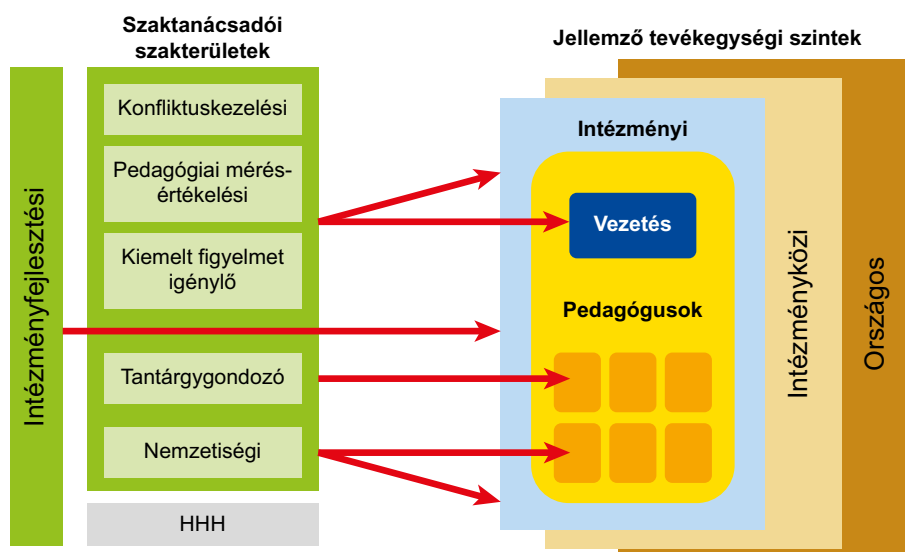 Szaktanácsadói
szakterületek
Jellemző tevékegységi szintek
Intézményfejlesztési
Konfliktuskezelési
Pedagógiai mérés-
értékelési
Kiemelt figyelmet
igénylő
Tantárgygondozó
Nemzetiségi
HHH
Intézményi
Vezetés
Pedagógusok
Intézményközi
Országos